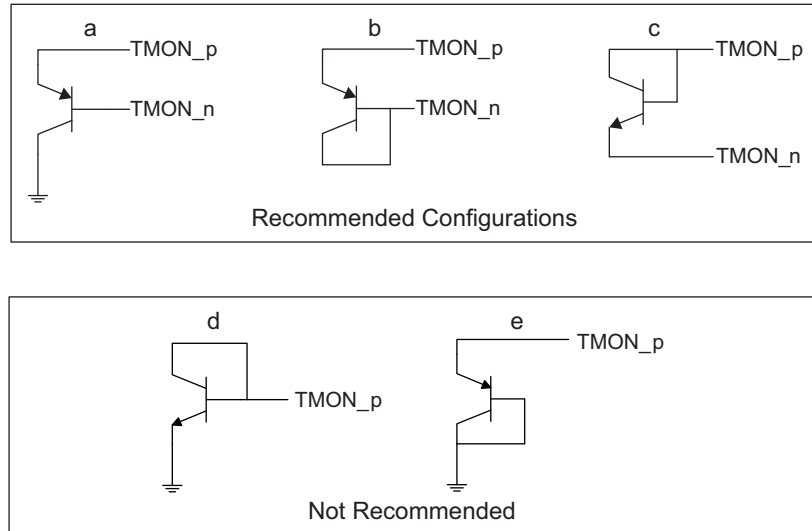 a
b
c
TMON_p
TMON_p
TMON_p
TMON_n
TMON_n
TMON_n
Recommended Configurations
d
e
TMON_p
TMON_p
Not Recommended